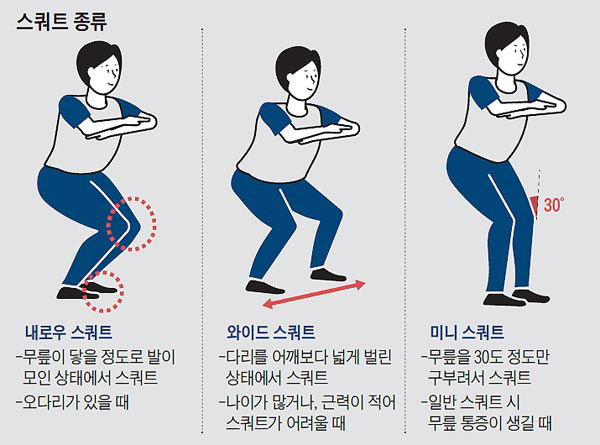 스쿼트 종류
30°
내로우 스쿼트
-무릎이 닿을 정도로 발이
모인 상태에서 스쿼트
-오다리가 있을 때
와이드 스쿼트
-다리를 어깨보다 넓게 벌린
상태에서 스쿼트
-나이가 많거나, 근력이 적어
스쿼트가 어려울 때
미니 스쿼트
-무릎을 30도 정도만
구부려서 스쿼트
-일반 스쿼트 시
무릎 통증이 생길 때